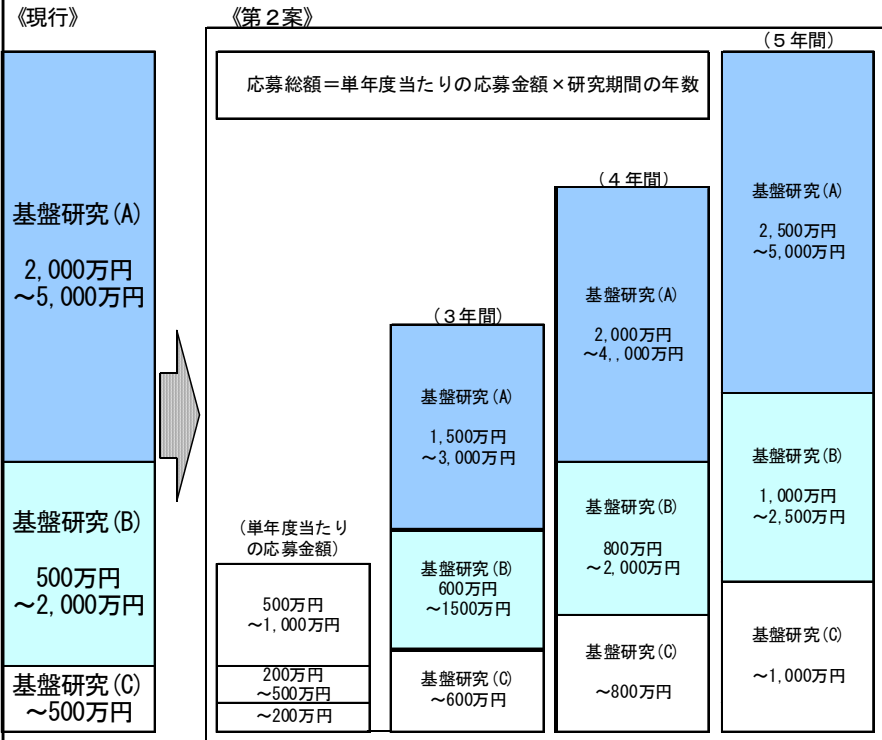 《現行》
基盤研究(A)
2,000万円
～5,000万円
基盤研究(B)
500万円
～2,000万円
基盤研究(C)
～500万円
《第２案》
応募総額＝単年度当たりの応募金額×研究期間の年数
(単年度当たり
の応募金額)
500万円
～1,000万円
200万円
～500万円
～200万円
(３年間)
基盤研究(A)
1,500万円
～3,000万円
基盤研究(B)
600万円
～1500万円
基盤研究(C)
～600万円
(４年間)
基盤研究(A)
2,000万円
～4,,000万円
基盤研究(B)
800万円
～2,000万円
基盤研究(C)
～800万円
(５年間)
基盤研究(A)
2,500万円
～5,000万円
基盤研究(B)
1,000万円
～2,500万円
基盤研究(C)
～1,000万円